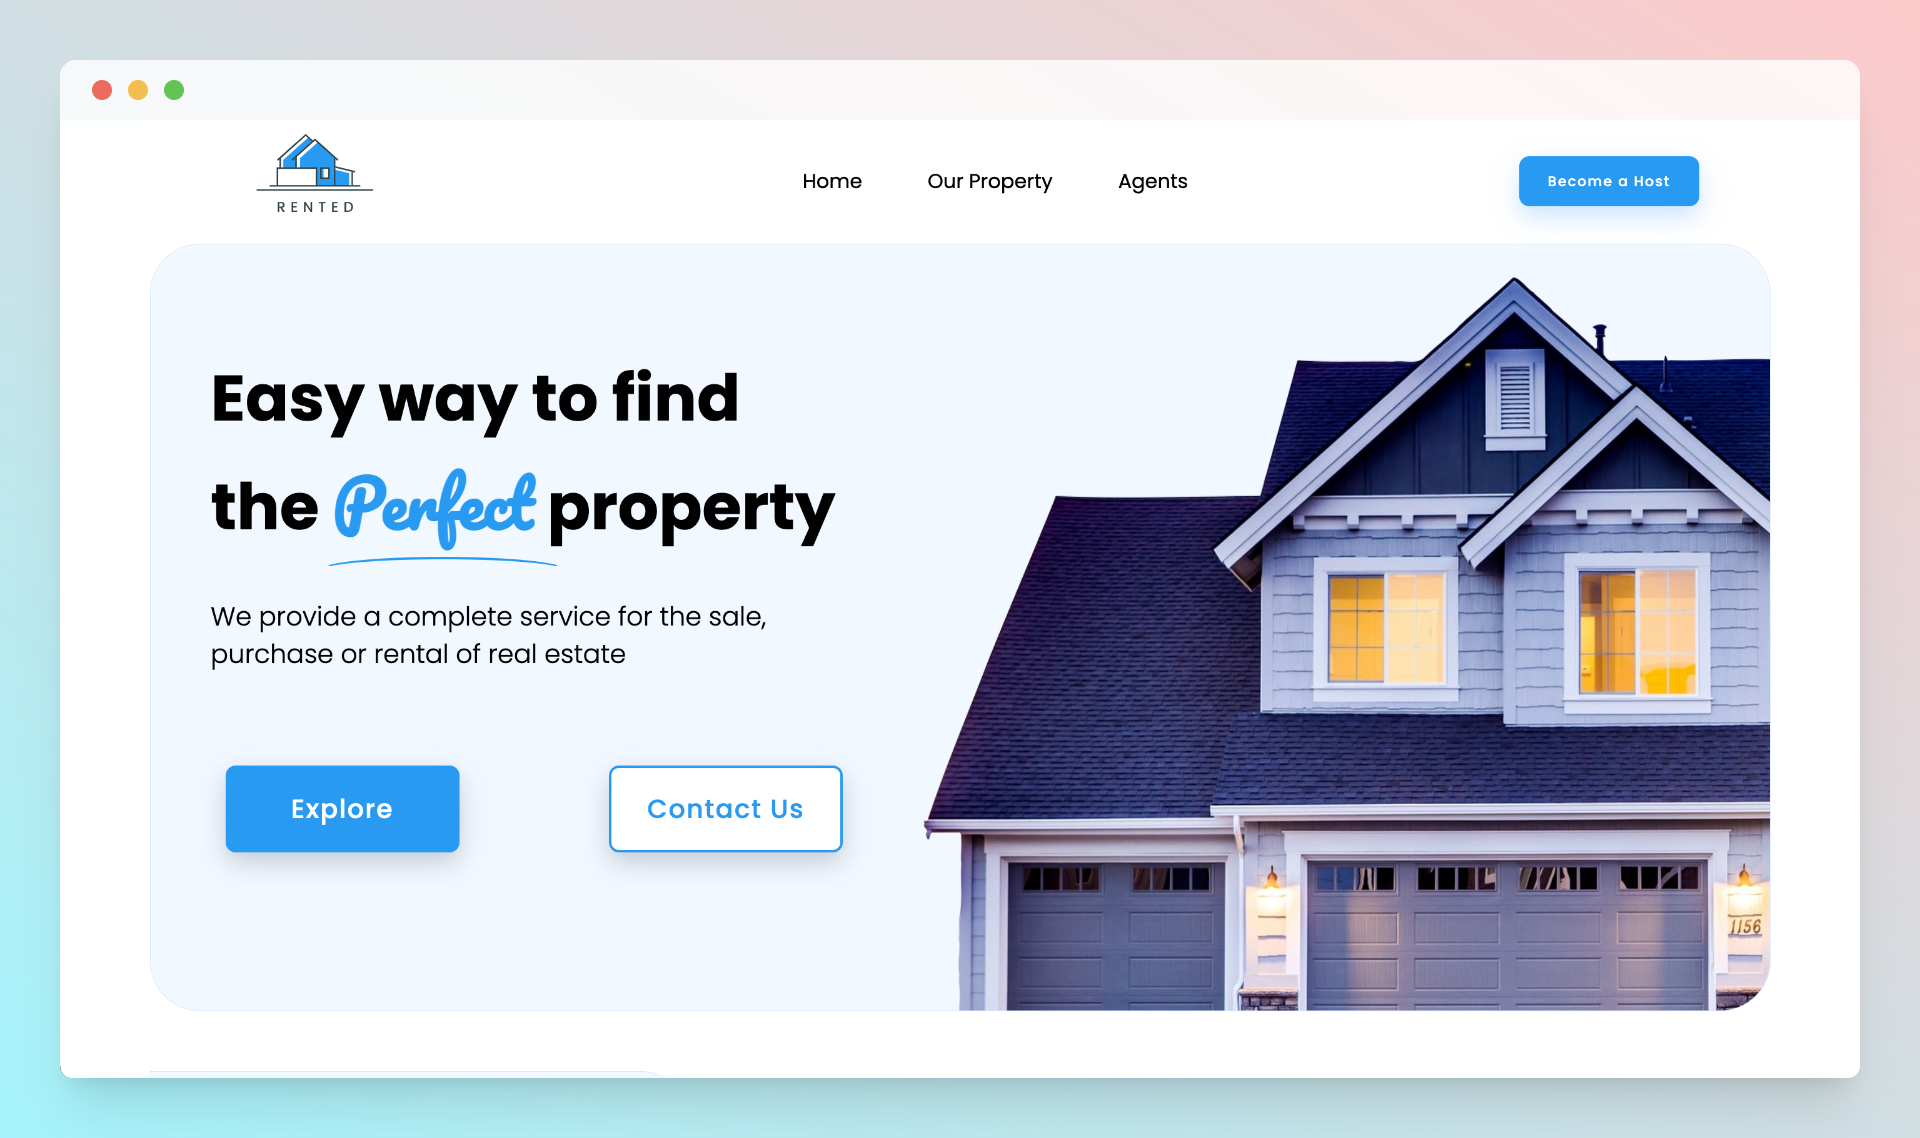 RENTED
Home
Our Property
Agents
Become a Host
Easy way to find
the Perfect property
We provide a complete service for the sale,
purchase or rental of real estate
Explore
Contact Us
1156